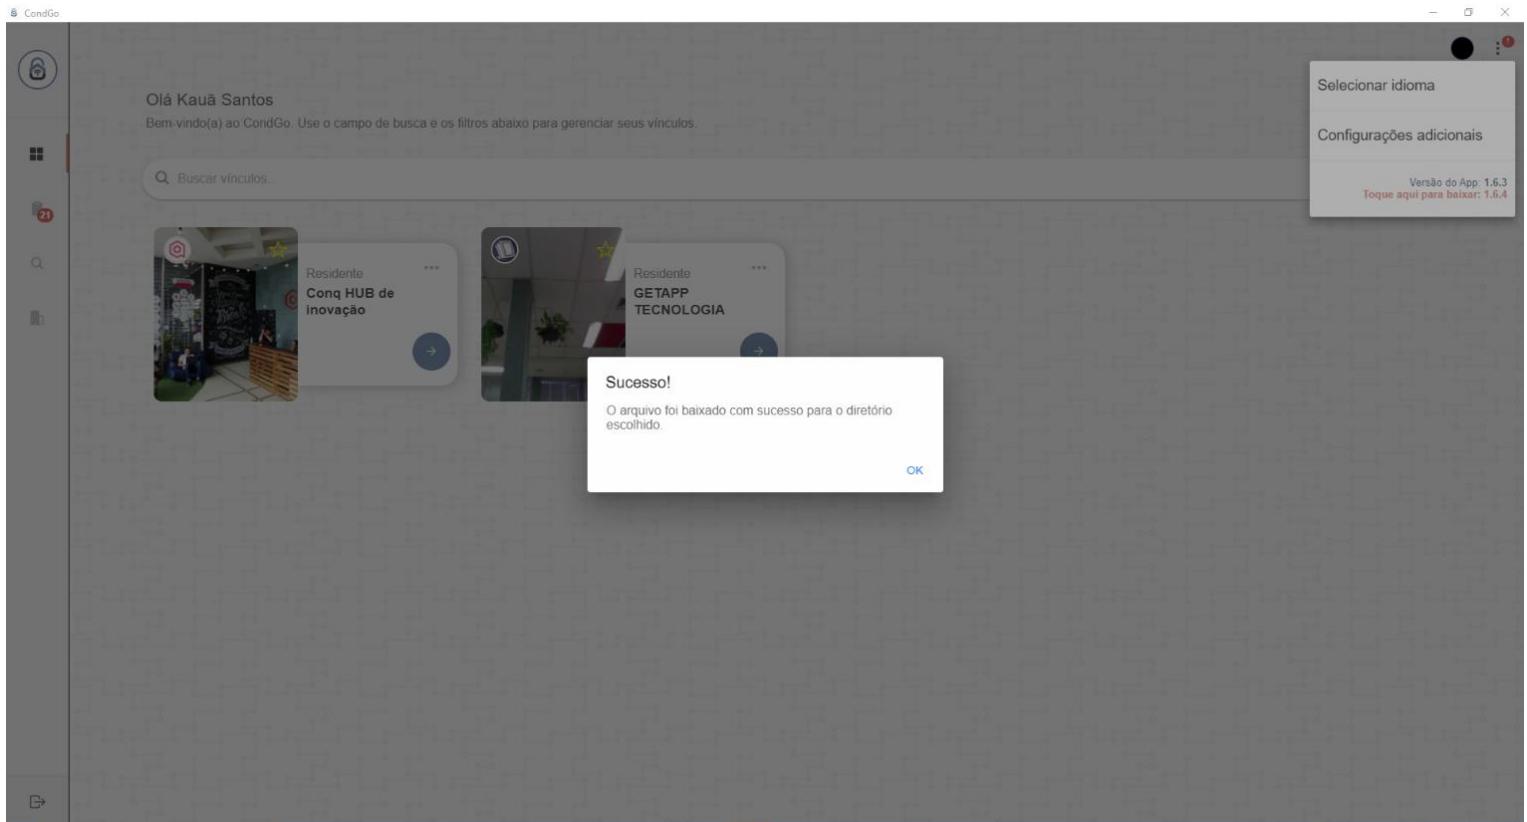 CondGo
Olá Kauã Santos
Bem-vindo(a) ao CondGo. Use o campo de busca e os filtros abaixo para gerenciar seus vínculos.
Buscar vínculos...
Selecionar idioma
Configurações adicionais
Versão do App: 1.6.3
Toque aqui para baixar: 1.6.4
21
Residente
Conq HUB de
inovação
Residente
GETAPP
TECNOLOGIA
Sucesso!
O arquivo foi baixado com sucesso para o diretório
escolhido.
OK